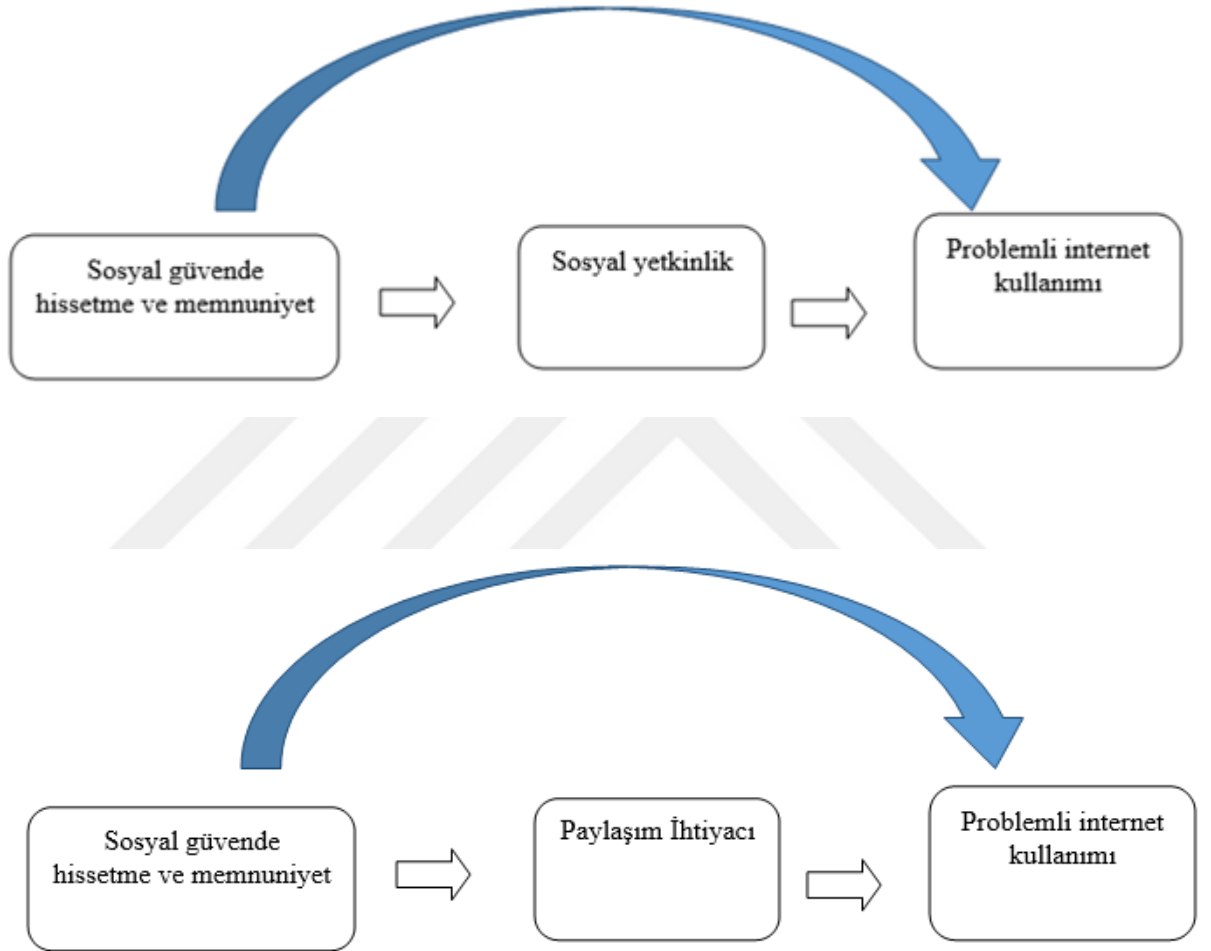 Sosyal güvende
hissetme ve memnuniyet
Sosyal yetkinlik
Problemli internet
kullanımı
Sosyal güvende
hissetme ve memnuniyet
Paylaşım İhtiyacı
Problemli internet
kullanımı